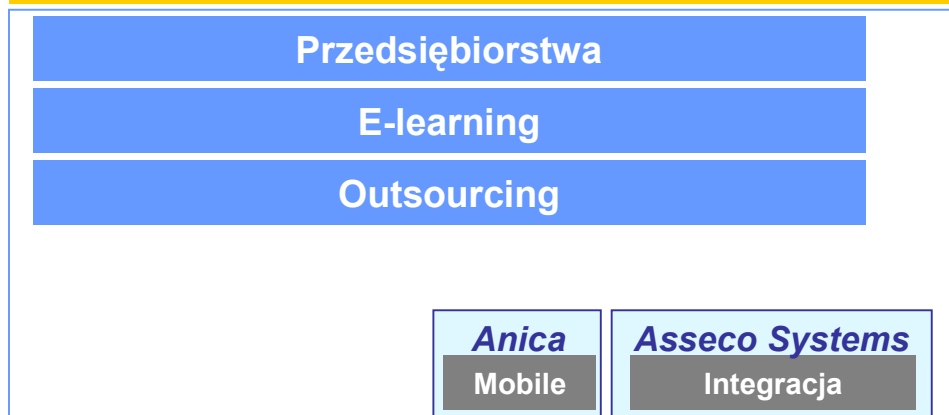 Przedsiębiorstwa
E-learning
Outsourcing
Anica
Mobile
Asseco Systems
Integracja